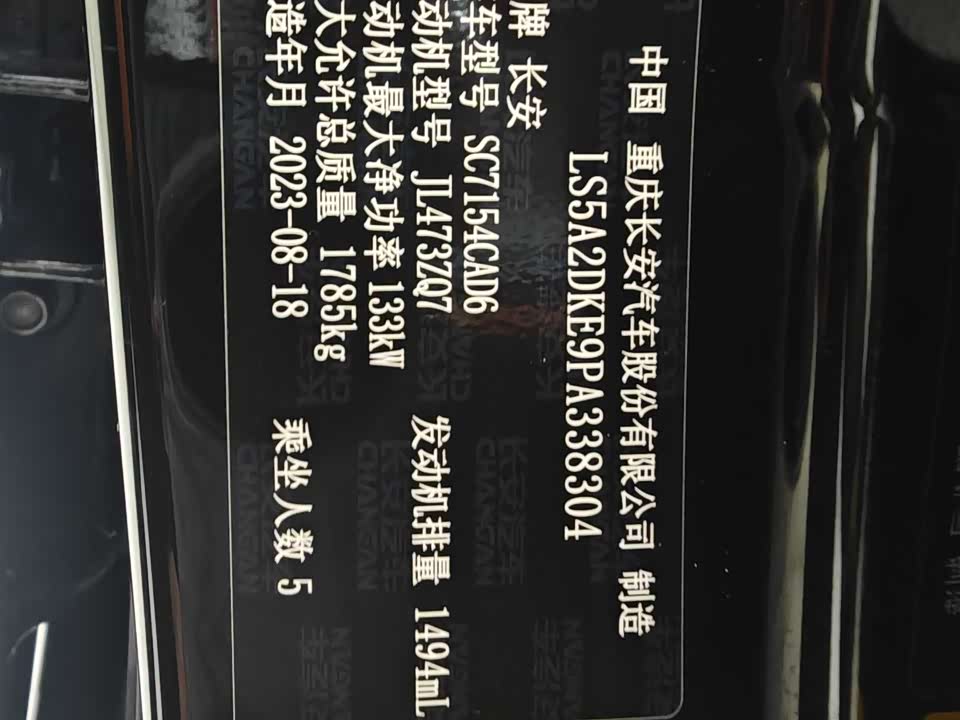 中国 重庆长安汽车股份有限公司 制造
LS5A2DKE9PA338304
牌 长安
车型号 SC7154CAD6
动机型号 JL473ZQ7 发动机排量 1494mL
动机最大净功率 133kW
大允许总质量 1785kg
造年月 2023-08-18 乘坐人数 5